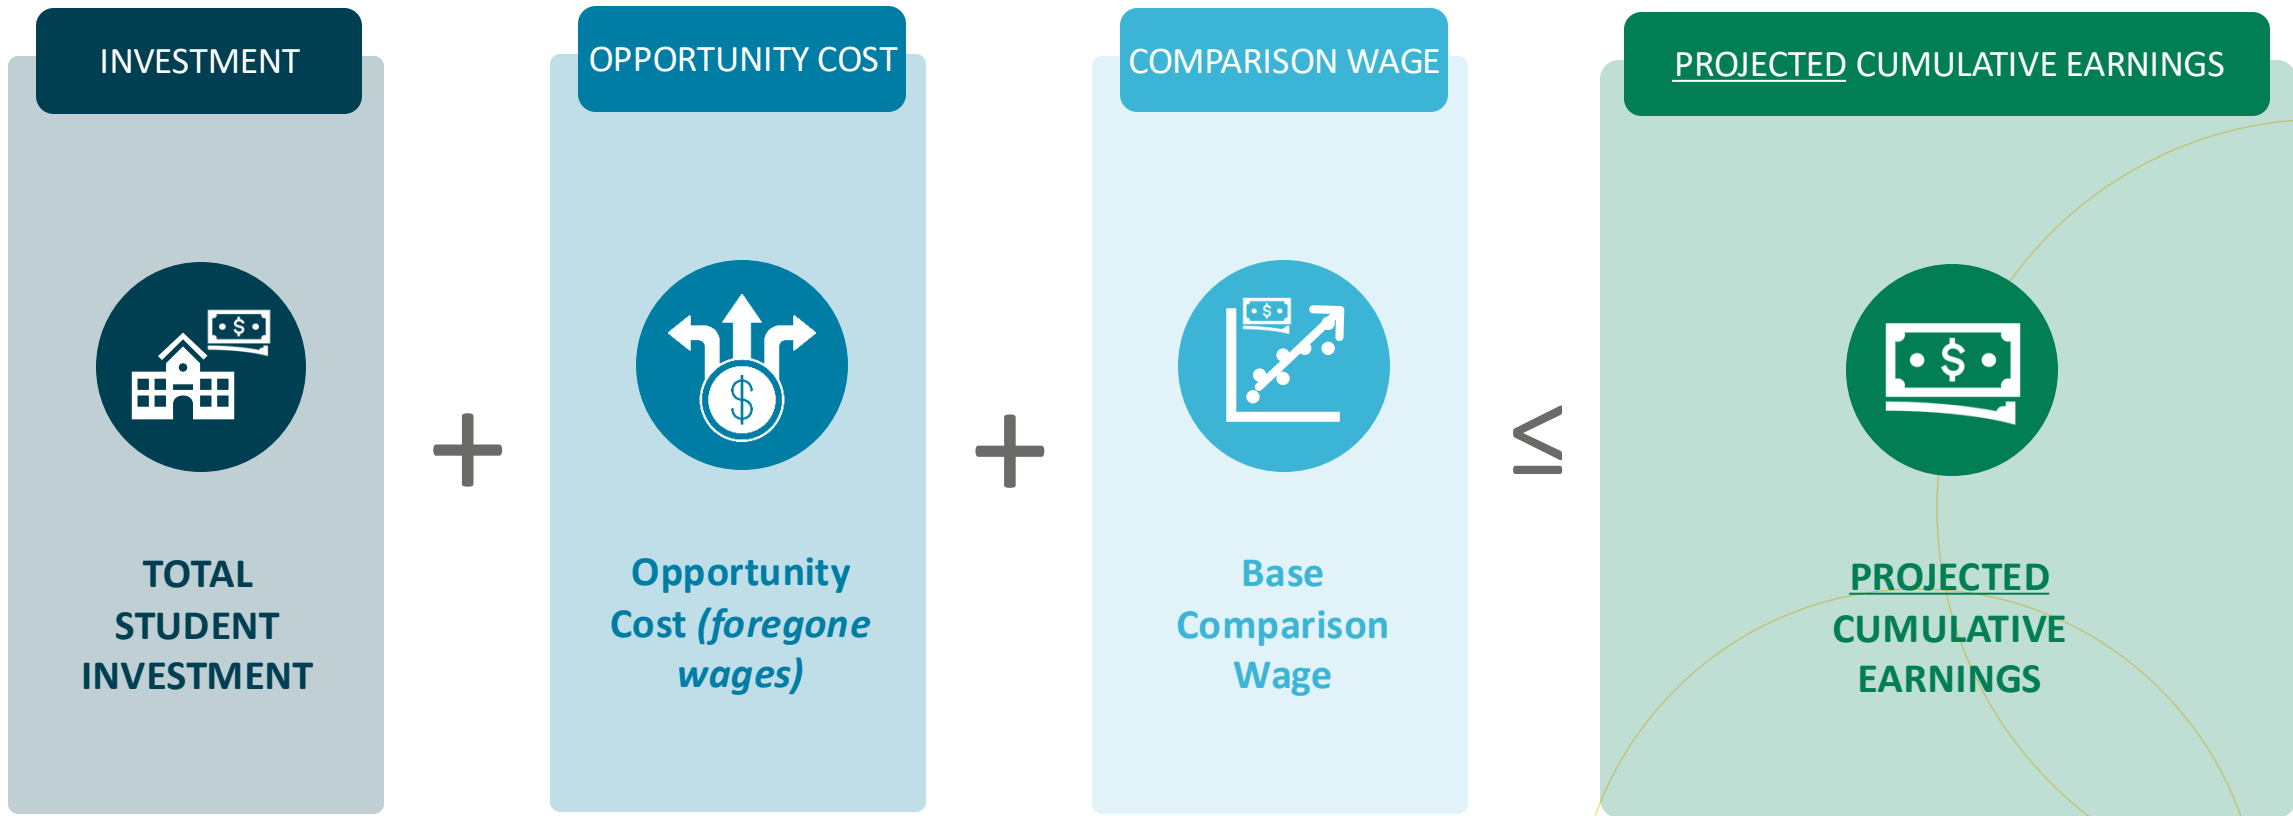 INVESTMENT
TOTAL
STUDENT
INVESTMENT
+
OPPORTUNITY COST
$
Opportunity
Cost (foregone
wages)
+
COMPARISON WAGE
$
Base
Comparison
Wage
≤
PROJECTED CUMULATIVE EARNINGS
$
PROJECTED
CUMULATIVE
EARNINGS